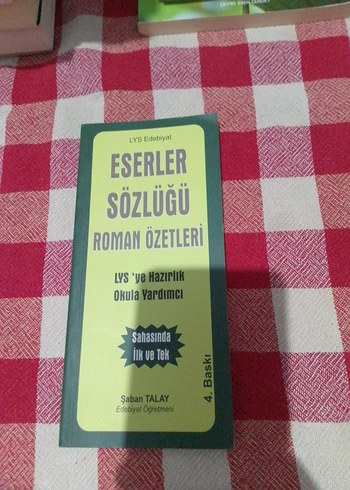 LYS Edebiyat
ESERLER
SÖZLÜĞÜ
ROMAN ÖZETLERİ
LYS 'ye Hazırlık
Okula Yardımcı
Sahasında
İlk ve Tek
Şaban TALAY
Edebiyat Öğretmeni
4. Baskı